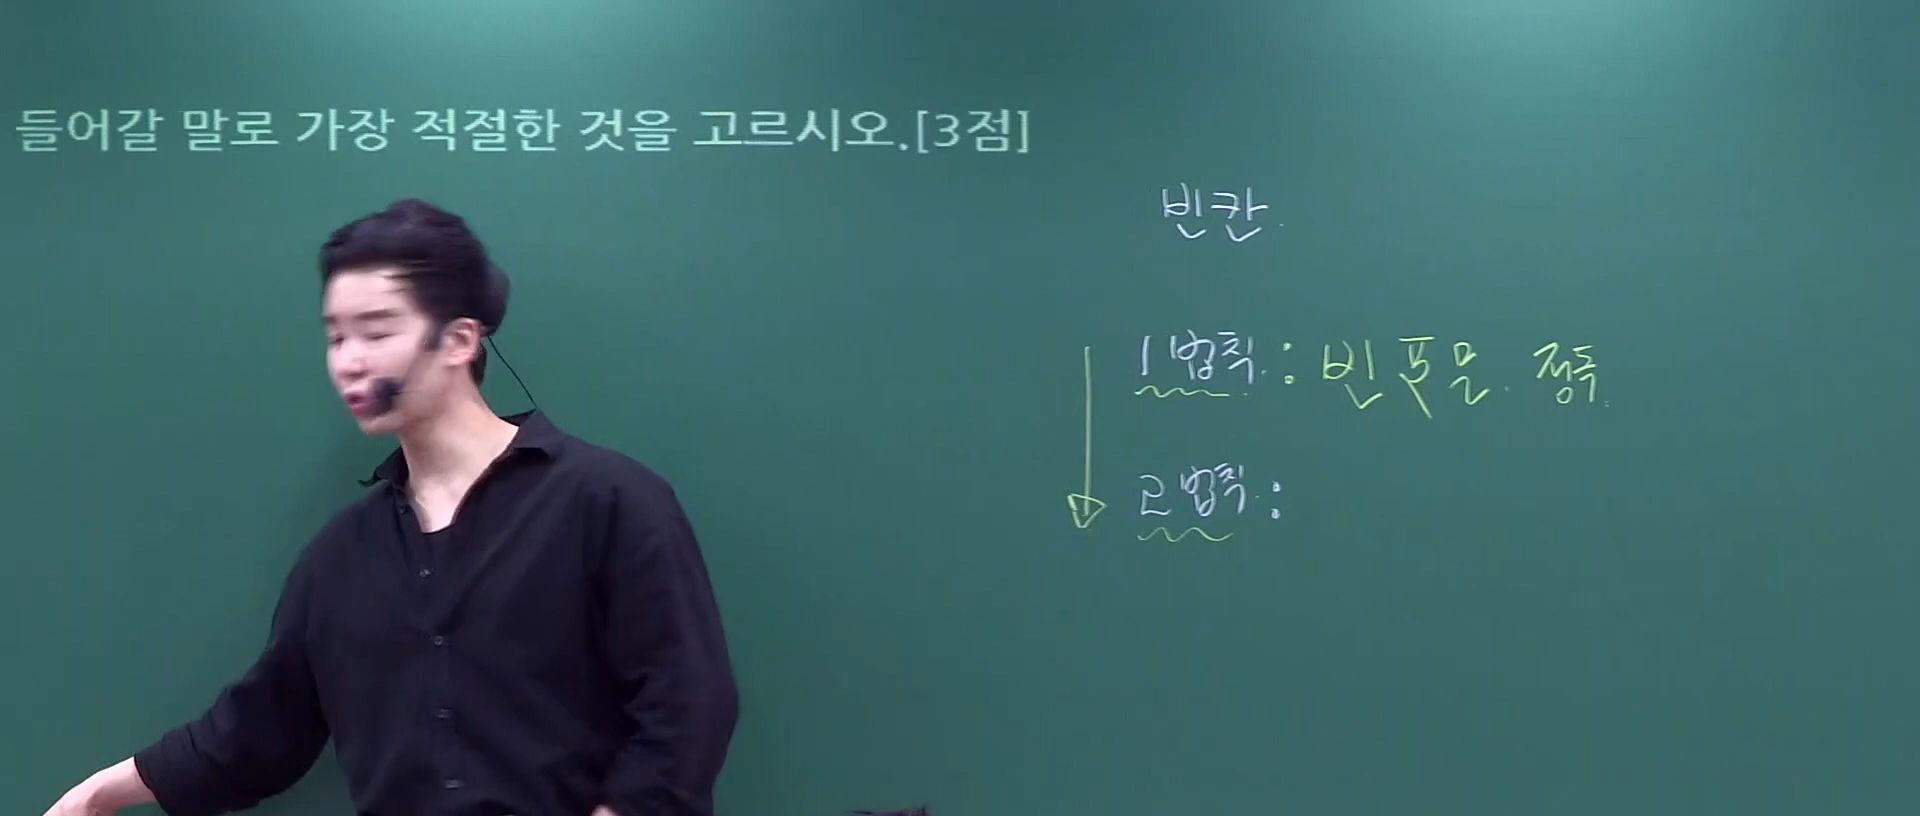 들어갈 말로 가장 적절한 것을 고르시오.[3점]
빈칸.
1법칙. : 빈 포문. 정독.
2법칙. :